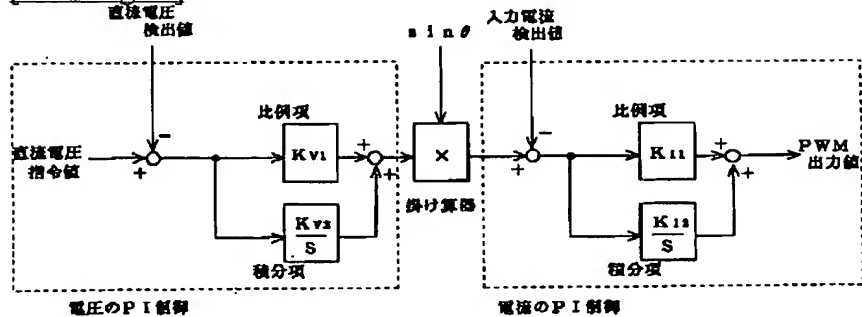 直流電圧
検出値
sinθ
入力電流
検出値
比例項
比例項
直流電圧
指令値
－
＋
KV1
＋
＋
×
－
＋
KI1
＋
＋
PWM
出力値
掛け算器
KV2
S
KI2
S
積分項
積分項
電圧のPI制御
電流のPI制御